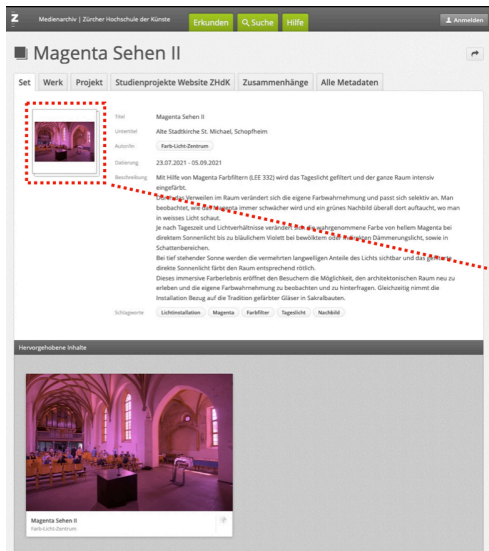 Z Medienarchiv | Zürcher Hochschule der Künste Erkunden Suche Hilfe Anmelden
Magenta Sehen II
Set Werk Projekt Studienprojekte Website ZHdK Zusammenhänge Alle Metadaten
Titel Magenta Sehen II
Untertitel Alte Stadtkirche St. Michael, Schopfheim
AutorIn Farb-Licht-Zentrum
Datierung 23.07.2021 - 05.09.2021
Beschreibung Mit Hilfe von Magenta Farbfiltern (LEE 332) wird das Tageslicht gefiltert und der ganze Raum intensiv
eingefärbt.
Durch das Verweilen im Raum verändert sich die eigene Farbwahrnehmung und passt sich selektiv an. Man
beobachtet, wie das Magenta immer schwächer wird und ein grünes Nachbild überall dort auftaucht, wo man
in weisses Licht schaut.
Je nach Tageszeit und Lichtverhältnisse verändert sich die wahrgenommene Farbe von hellem Magenta bei
direktem Sonnenlicht bis zu bläulichem Violett bei bewölktem oder indirekten Dämmerungslicht, sowie in
Schattenbereichen.
Bei tief stehender Sonne werden die vermehrten langwelligen Anteile des Lichts sichtbar und das gefilterte
direkte Sonnenlicht färbt den Raum entsprechend rötlich.
Dieses immersive Farberlebnis eröffnet den Besuchern die Möglichkeit, den architektonischen Raum neu zu
erleben und die eigene Farbwahrnehmung zu beobachten und zu hinterfragen. Gleichzeitig nimmt die
Installation Bezug auf die Tradition gefärbter Gläser in Sakralbauten.
Schlagworte Lichtinstallation Magenta Farbfilter Tageslicht Nachbild
Hervorgehobene Inhalte
Magenta Sehen II
Farb-Licht-Zentrum